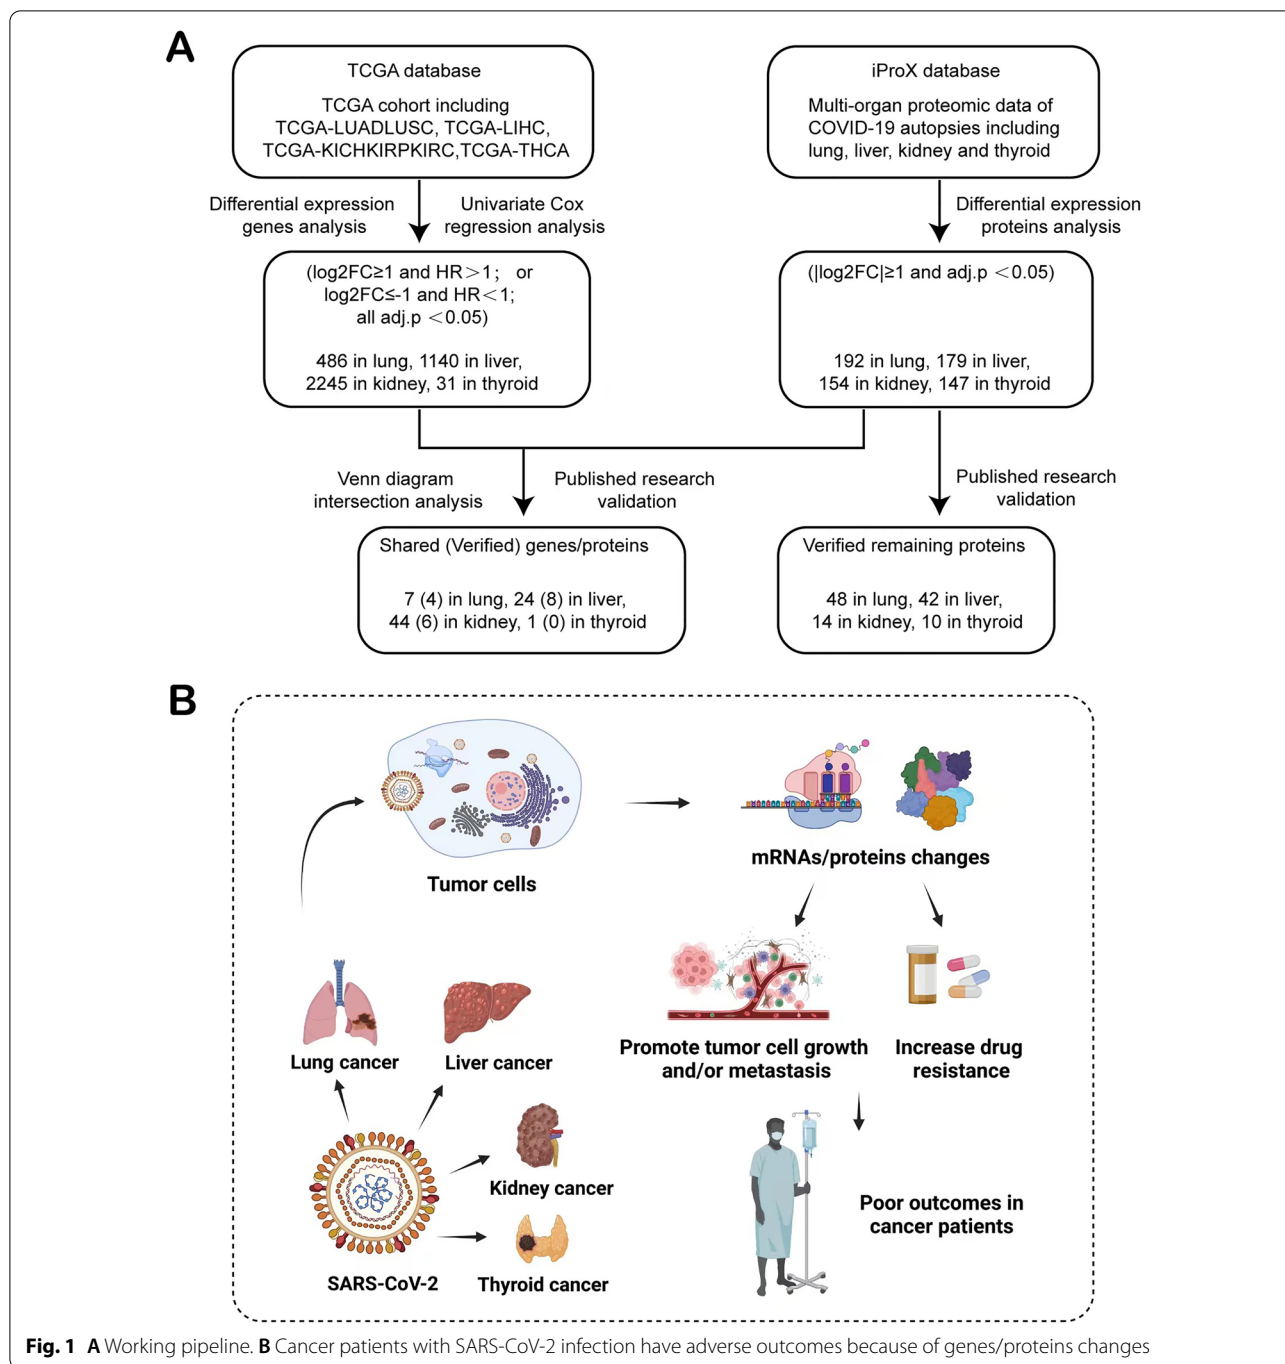 A
TCGA database
TCGA cohort including
TCGA-LUADLUSC, TCGA-LIHC,
TCGA-KICHKIRPKIRC,TCGA-THCA
iProX database
Multi-organ proteomic data of
COVID-19 autopsies including
lung, liver, kidney and thyroid
Differential expression
genes analysis
Univariate Cox
regression analysis
Differential expression
proteins analysis
(log2FC≥1 and HR＞1; or
log2FC≤-1 and HR＜1;
all adj.p ＜0.05)
486 in lung, 1140 in liver,
2245 in kidney, 31 in thyroid
(|log2FC|≥1 and adj.p ＜0.05)
192 in lung, 179 in liver,
154 in kidney, 147 in thyroid
Venn diagram
intersection analysis
Published research
validation
Published research
validation
Shared (Verified) genes/proteins
7 (4) in lung, 24 (8) in liver,
44 (6) in kidney, 1 (0) in thyroid
Verified remaining proteins
48 in lung, 42 in liver,
14 in kidney, 10 in thyroid
B
Tumor cells
mRNAs/proteins changes
Lung cancer
Liver cancer
Promote tumor cell growth
and/or metastasis
Increase drug
resistance
Kidney cancer
Poor outcomes in
cancer patients
SARS-CoV-2
Thyroid cancer
Fig. 1 A Working pipeline. B Cancer patients with SARS-CoV-2 infection have adverse outcomes because of genes/proteins changes